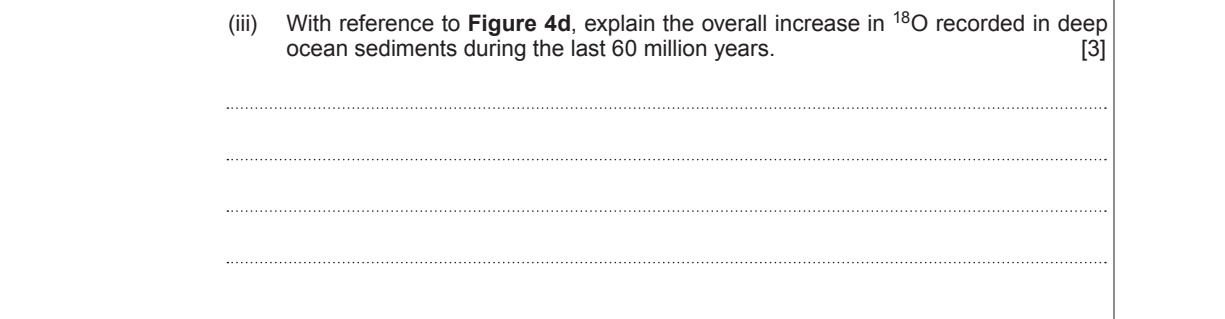 (iii) With reference to Figure 4d, explain the overall increase in ¹⁸O recorded in deep
ocean sediments during the last 60 million years. [3]